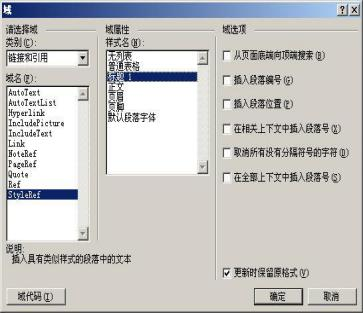 域
请选择域
类别(C):
链接和引用
域名(F):
AutoText
AutoTextList
Hyperlink
IncludePicture
IncludeText
Link
NoteRef
PageRef
Quote
Ref
StyleRef
说明:
插入具有类似样式的段落中的文本
域代码(I)
域属性
样式名(N):
无列表
普通表格
标题 1
正文
页眉
页脚
默认段落字体
域选项
从页面底端向顶端搜索(B)
插入段落编号(G)
插入段落位置(P)
在相关上下文中插入段落号(X)
取消所有没有分隔符号的字符(D)
在全部上下文中插入段落号(E)
更新时保留原格式(V)
确定
取消